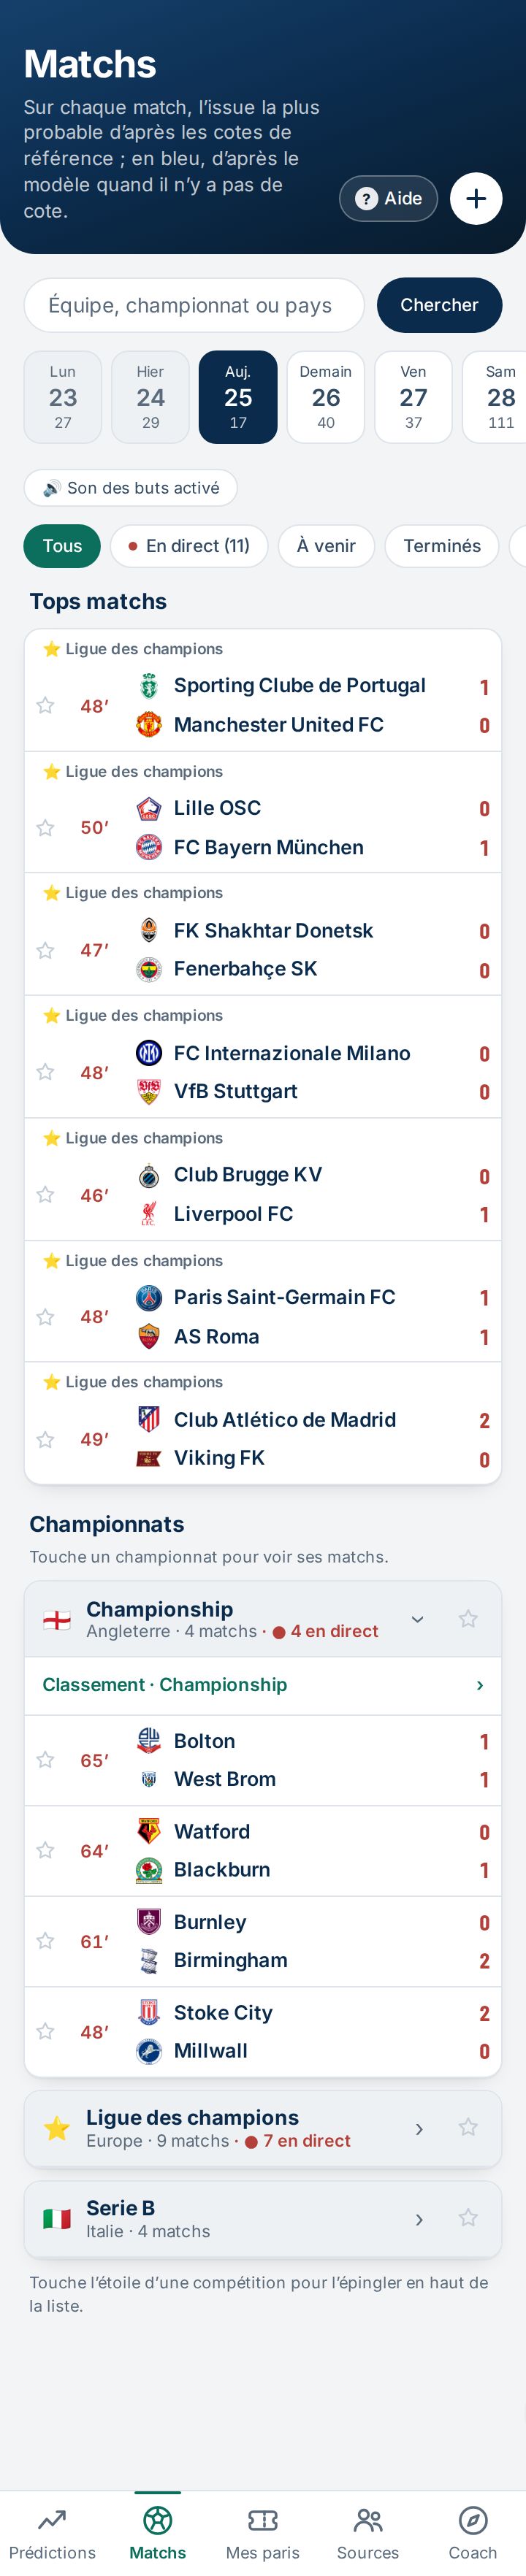 Matchs
Sur chaque match, l’issue la plus
probable d’après les cotes de
référence ; en bleu, d’après le
modèle quand il n’y a pas de
cote.
? Aide
+
Équipe, championnat ou pays
Chercher
Lun
23
27
Hier
24
29
Auj.
25
17
Demain
26
40
Ven
27
37
Sam
28
111
🔊 Son des buts activé
Tous
En direct (11)
À venir
Terminés
Tops matchs
⭐ Ligue des champions
48’
Sporting Clube de Portugal 1
Manchester United FC 0
⭐ Ligue des champions
50’
Lille OSC 0
FC Bayern München 1
⭐ Ligue des champions
47’
FK Shakhtar Donetsk 0
Fenerbahçe SK 0
⭐ Ligue des champions
48’
FC Internazionale Milano 0
VfB Stuttgart 0
⭐ Ligue des champions
46’
Club Brugge KV 0
Liverpool FC 1
⭐ Ligue des champions
48’
Paris Saint-Germain FC 1
AS Roma 1
⭐ Ligue des champions
49’
Club Atlético de Madrid 2
Viking FK 0
Championnats
Touche un championnat pour voir ses matchs.
Championship
Angleterre · 4 matchs · ● 4 en direct
Classement · Championship ›
65’
Bolton 1
West Brom 1
64’
Watford 0
Blackburn 1
61’
Burnley 0
Birmingham 2
48’
Stoke City 2
Millwall 0
Ligue des champions
Europe · 9 matchs · ● 7 en direct
Serie B
Italie · 4 matchs
Touche l’étoile d’une compétition pour l’épingler en haut de
la liste.
Prédictions
Matchs
Mes paris
Sources
Coach